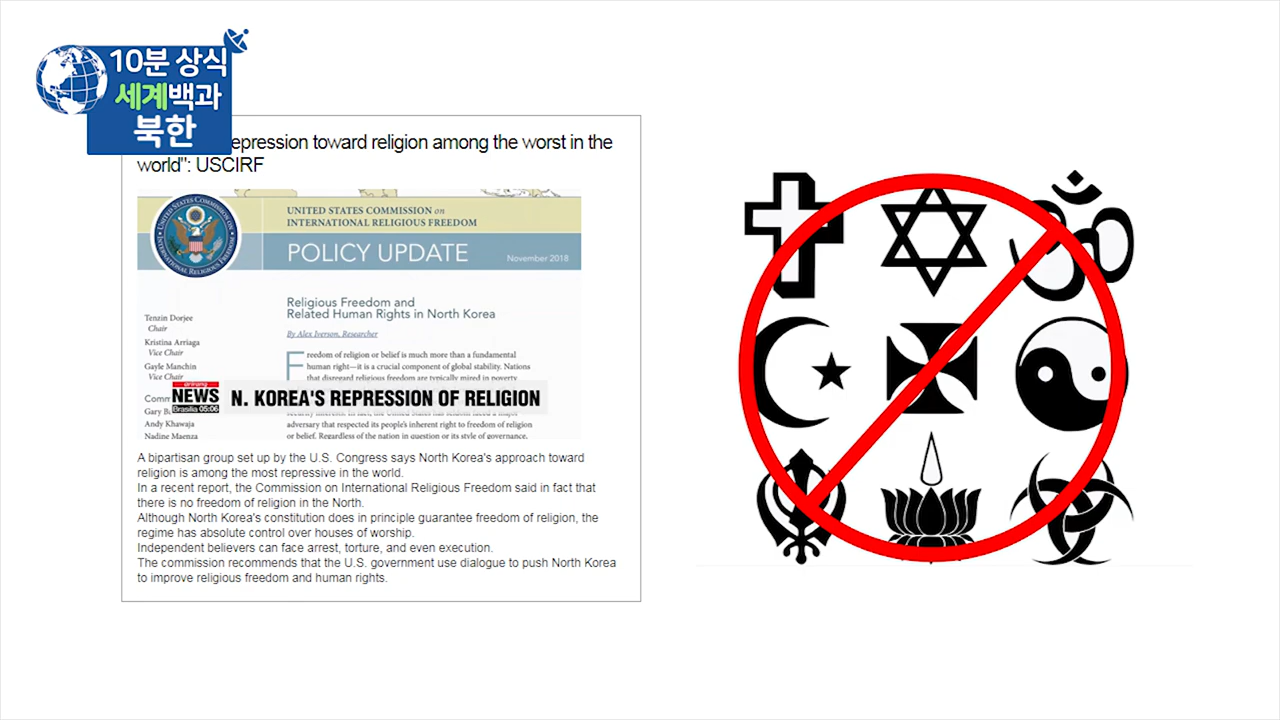 10분 상식
세계백과
북한
epression toward religion among the worst in the
world": USCIRF
UNITED STATES COMMISSION on
INTERNATIONAL RELIGIOUS FREEDOM
POLICY UPDATE
November 2018
UNITED STATES COMMISSION ON INTERNATIONAL RELIGIOUS FREEDOM
Religious Freedom and
Related Human Rights in North Korea
By Alex Iverson, Researcher
Tenzin Dorjee
Chair
Kristina Arriaga
Vice Chair
Gayle Manchin
Vice Chair
Comm
Gary B
Andy Khawaja
Nadine Maenza
Freedom of religion or belief is much more than a fundamental
human right—it is a crucial component of global stability. Nations
that disregard religious freedom are typically mired in poverty
adversary that respected its people's inherent right to freedom of religion
or belief. Regardless of the nation in question or its style of governance,
arirang
NEWS
Brasilia 05:06
N. KOREA'S REPRESSION OF RELIGION
A bipartisan group set up by the U.S. Congress says North Korea's approach toward
religion is among the most repressive in the world.
In a recent report, the Commission on International Religious Freedom said in fact that
there is no freedom of religion in the North.
Although North Korea's constitution does in principle guarantee freedom of religion, the
regime has absolute control over houses of worship.
Independent believers can face arrest, torture, and even execution.
The commission recommends that the U.S. government use dialogue to push North Korea
to improve religious freedom and human rights.